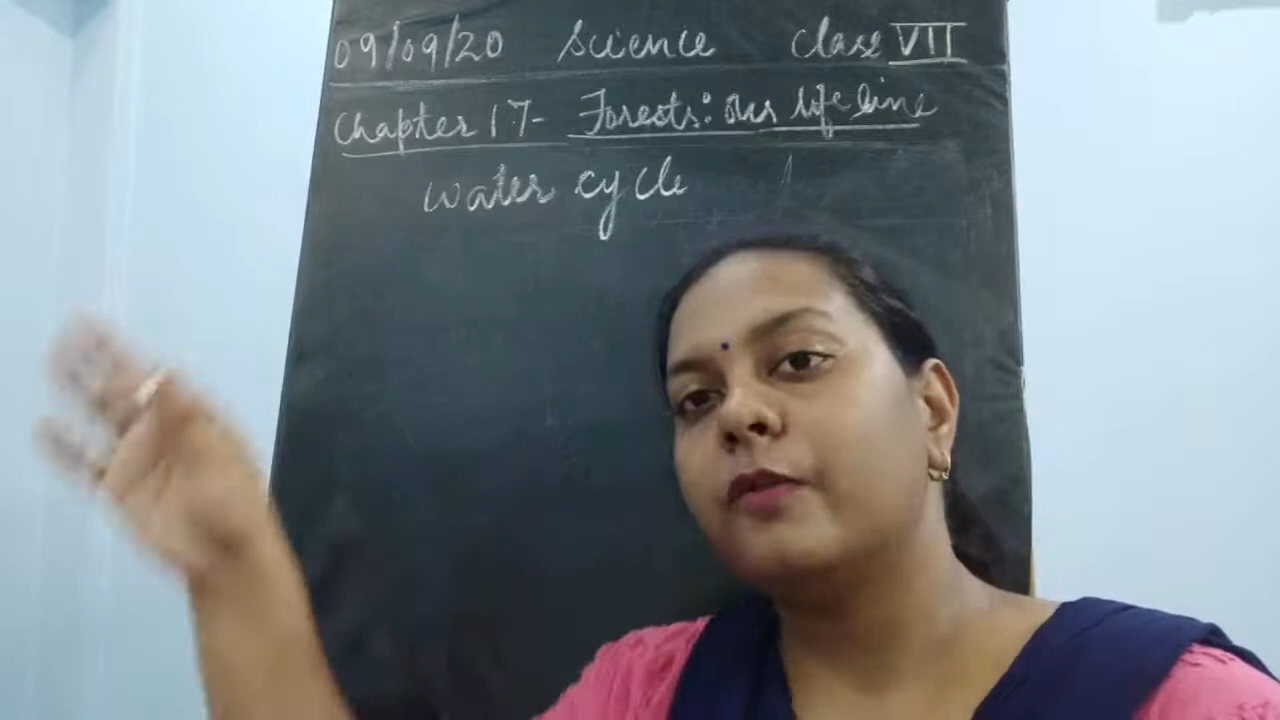 09/09/20 Science Class VII
Chapter 17- Forests: Our life line
water cycle